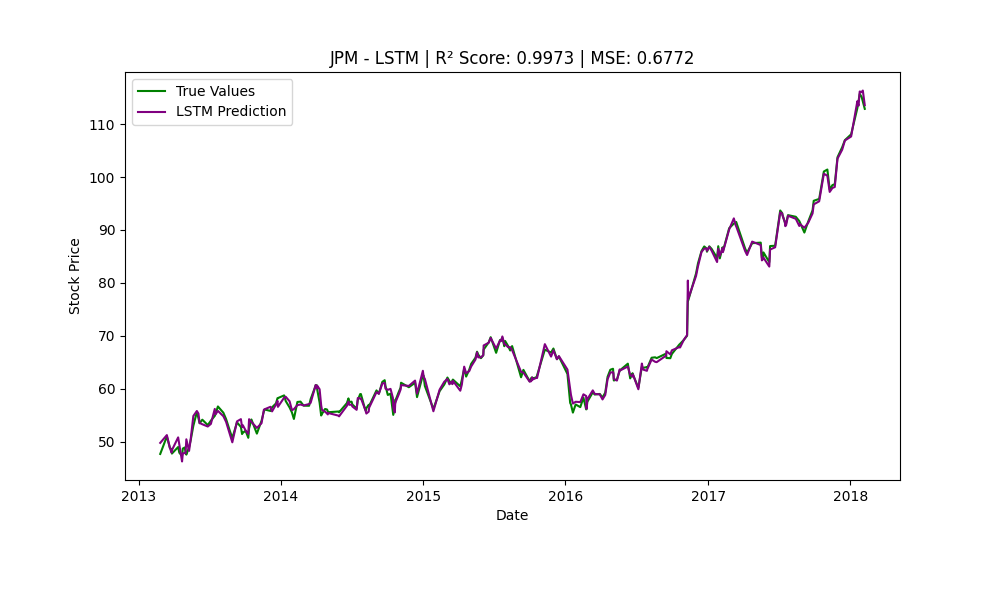 JPM - LSTM | R² Score: 0.9973 | MSE: 0.6772
True Values
LSTM Prediction
110
100
90
80
70
60
50
Stock Price
2013 2014 2015 2016 2017 2018
Date